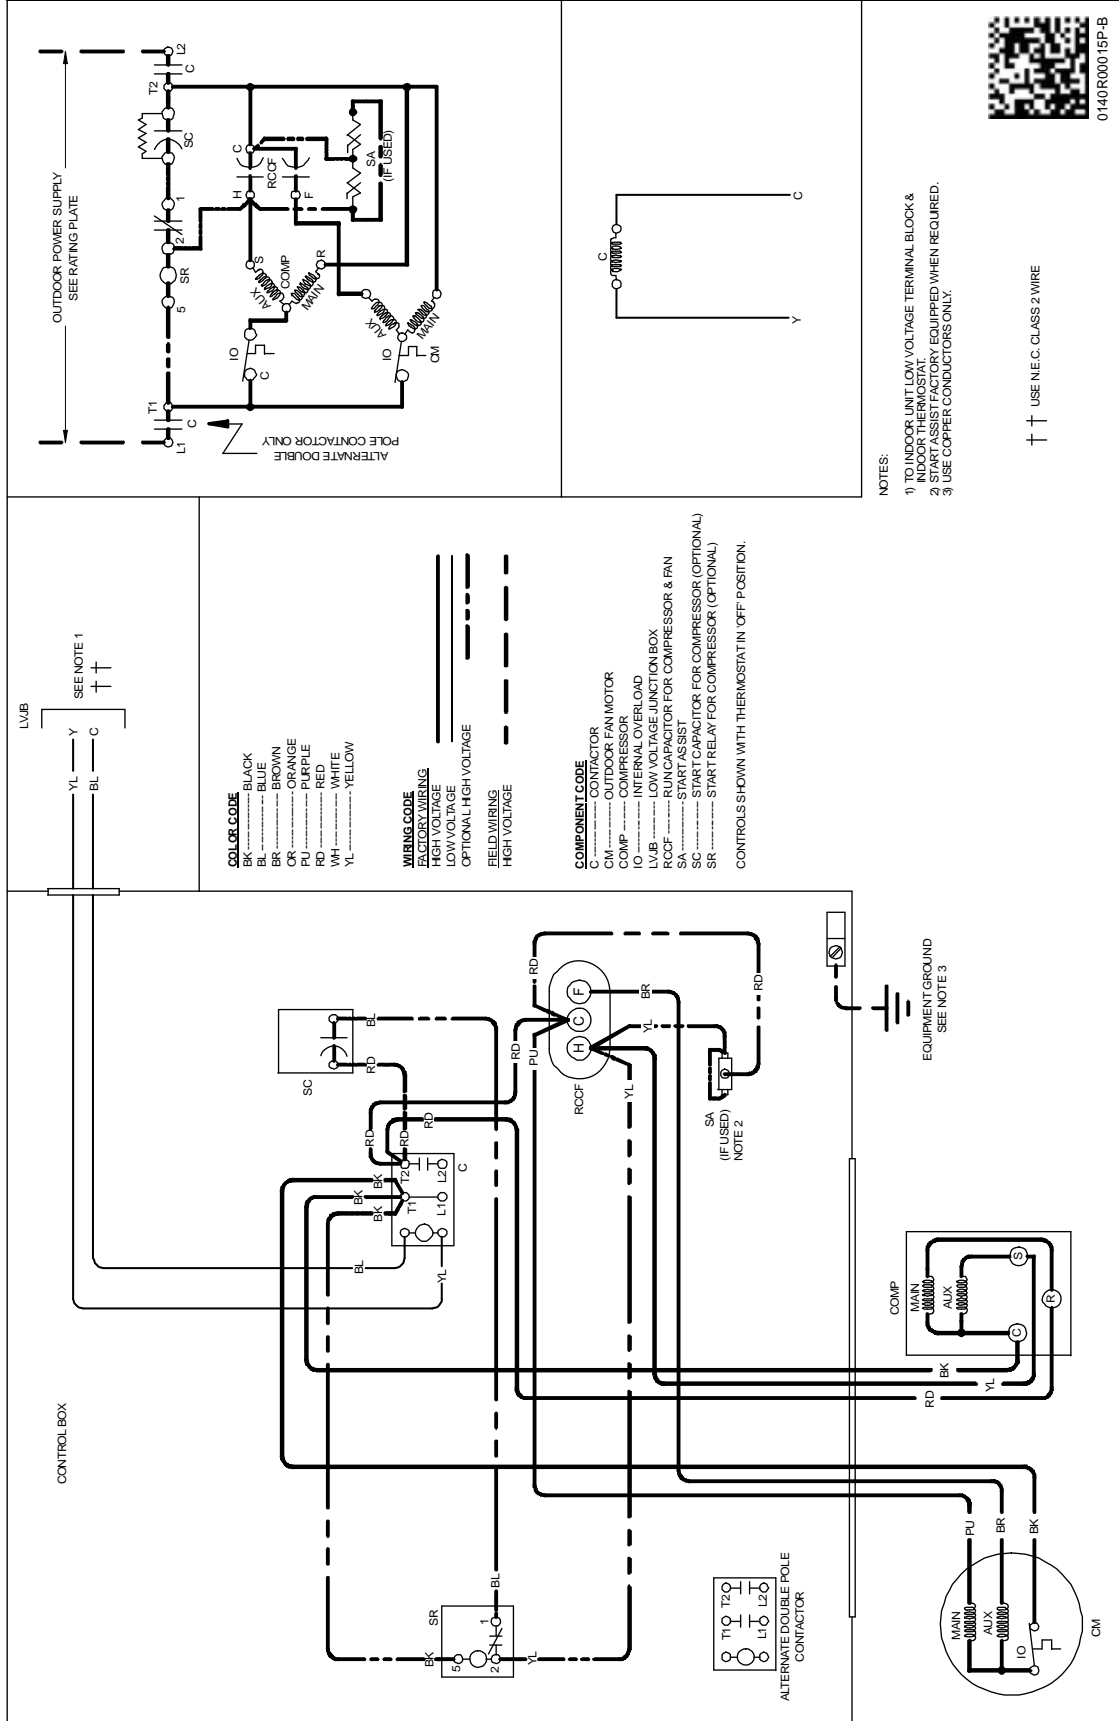 CONTROL BOX
LVJB
YL
Y
BL
C
SEE NOTE 1
BL
YL
T1
L1
T2
L2
C
BK
BK
BK
RD
RD
RD
SC
RD
BL
SR
5
2
1
BK
YL
BL
RCCF
H
C
F
PU
RD
RD
YL
YL
BR
RD
SA
(IF USED)
NOTE 2
ALTERNATE DOUBLE POLE
CONTACTOR
T1
L1
T2
L2
CM
MAIN
AUX
IO
PU
BR
BK
COMP
MAIN
AUX
C
S
R
RD
YL
BK
EQUIPMENT GROUND
SEE NOTE 3
COLOR CODE
BK ---------- BLACK
BL ---------- BLUE
BR ---------- BROWN
OR ---------- ORANGE
PU ---------- PURPLE
RD ---------- RED
WH ---------- WHITE
YL ---------- YELLOW
WIRING CODE
FACTORY WIRING
HIGH VOLTAGE
LOW VOLTAGE
OPTIONAL HIGH VOLTAGE
FIELD WIRING
HIGH VOLTAGE
COMPONENT CODE
C ---------- CONTACTOR
CM ---------- OUTDOOR FAN MOTOR
COMP ---------- COMPRESSOR
IO ---------- INTERNAL OVERLOAD
LVJB ---------- LOW VOLTAGE JUNCTION BOX
RCCF ---------- RUN CAPACITOR FOR COMPRESSOR & FAN
SA ---------- START ASSIST
SC ---------- START CAPACITOR FOR COMPRESSOR (OPTIONAL)
SR ---------- START RELAY FOR COMPRESSOR (OPTIONAL)
CONTROLS SHOWN WITH THERMOSTAT IN 'OFF' POSITION.
OUTDOOR POWER SUPPLY
SEE RATING PLATE
L1
C
T1
5
SR
2
1
SC
T2
C
L2
ALTERNATE DOUBLE
POLE CONTACTOR ONLY
IO
C
S
AUX
COMP
MAIN
R
H
RCCF
C
F
IO
AUX
MAIN
CM
SA
(IF USED)
C
Y
C
NOTES:
1) TO INDOOR UNIT LOW VOLTAGE TERMINAL BLOCK &
INDOOR THERMOSTAT.
2) START ASSIST FACTORY EQUIPPED WHEN REQUIRED.
3) USE COPPER CONDUCTORS ONLY.
†† USE N.E.C. CLASS 2 WIRE
0140R00015P-B